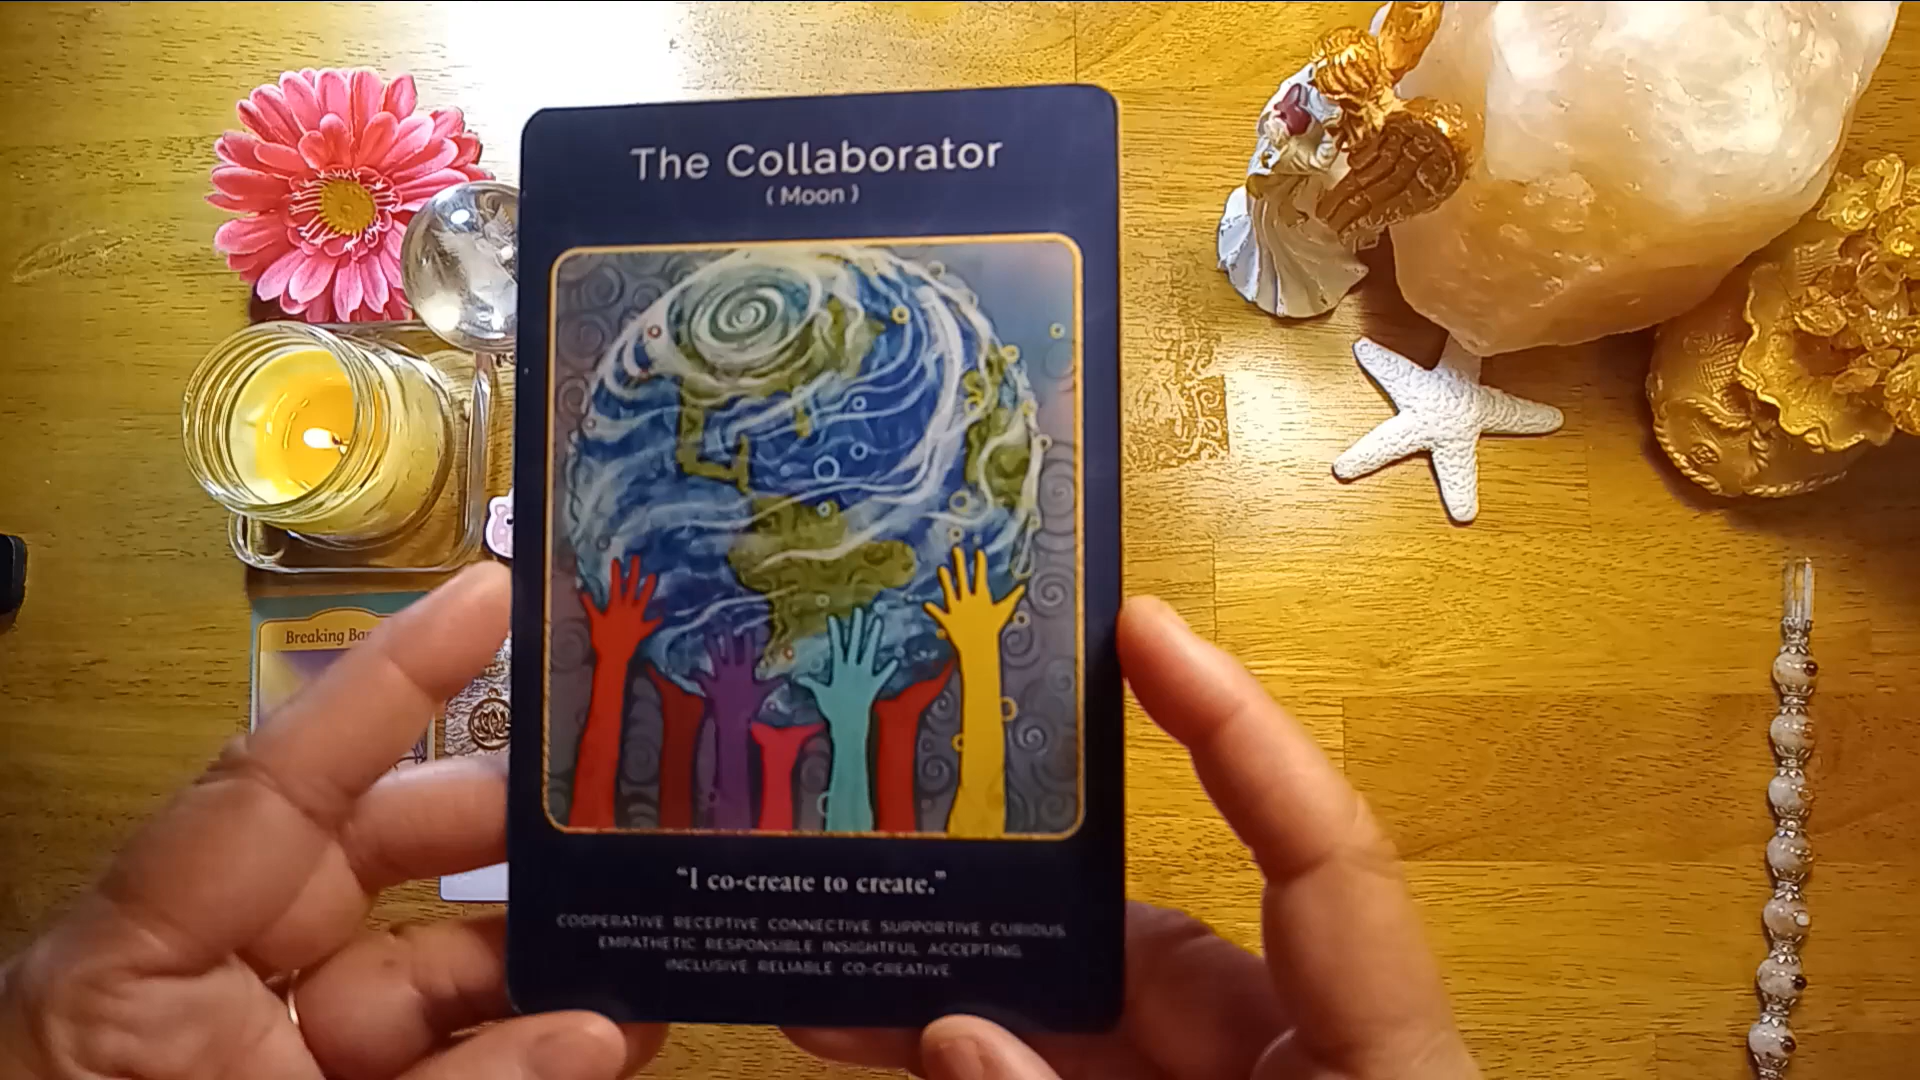 The Collaborator
( Moon )
"I co-create to create."
COOPERATIVE RECEPTIVE CONNECTIVE SUPPORTIVE CURIOUS
EMPATHETIC RESPONSIBLE INSIGHTFUL ACCEPTING
INCLUSIVE RELIABLE CO-CREATIVE
Breaking